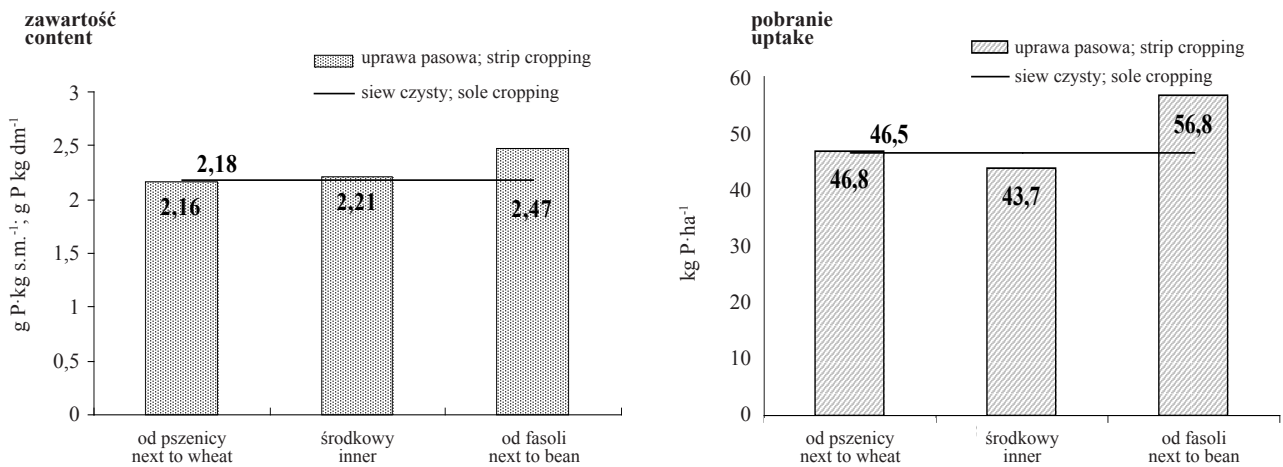 zawartość
content
uprawa pasowa; strip cropping
siew czysty; sole cropping
g P·kg s.m.⁻¹; g P kg dm⁻¹
3
2,5
2
1,5
1
0,5
0
2,18
2,16
2,21
2,47
od pszenicy
next to wheat
środkowy
inner
od fasoli
next to bean
pobranie
uptake
uprawa pasowa; strip cropping
siew czysty; sole cropping
kg P·ha⁻¹
60
50
40
30
20
10
0
46,5
46,8
43,7
56,8
od pszenicy
next to wheat
środkowy
inner
od fasoli
next to bean